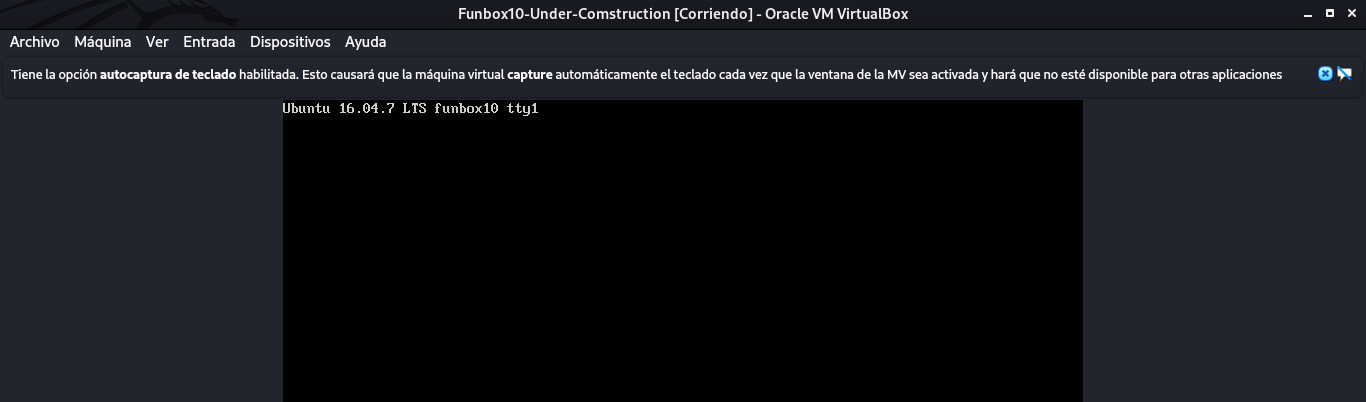 Funbox10-Under-Comstruction [Corriendo] - Oracle VM VirtualBox
Archivo Máquina Ver Entrada Dispositivos Ayuda
Tiene la opción autocaptura de teclado habilitada. Esto causará que la máquina virtual capture automáticamente el teclado cada vez que la ventana de la MV sea activada y hará que no esté disponible para otras aplicaciones
Ubuntu 16.04.7 LTS funbox10 tty1